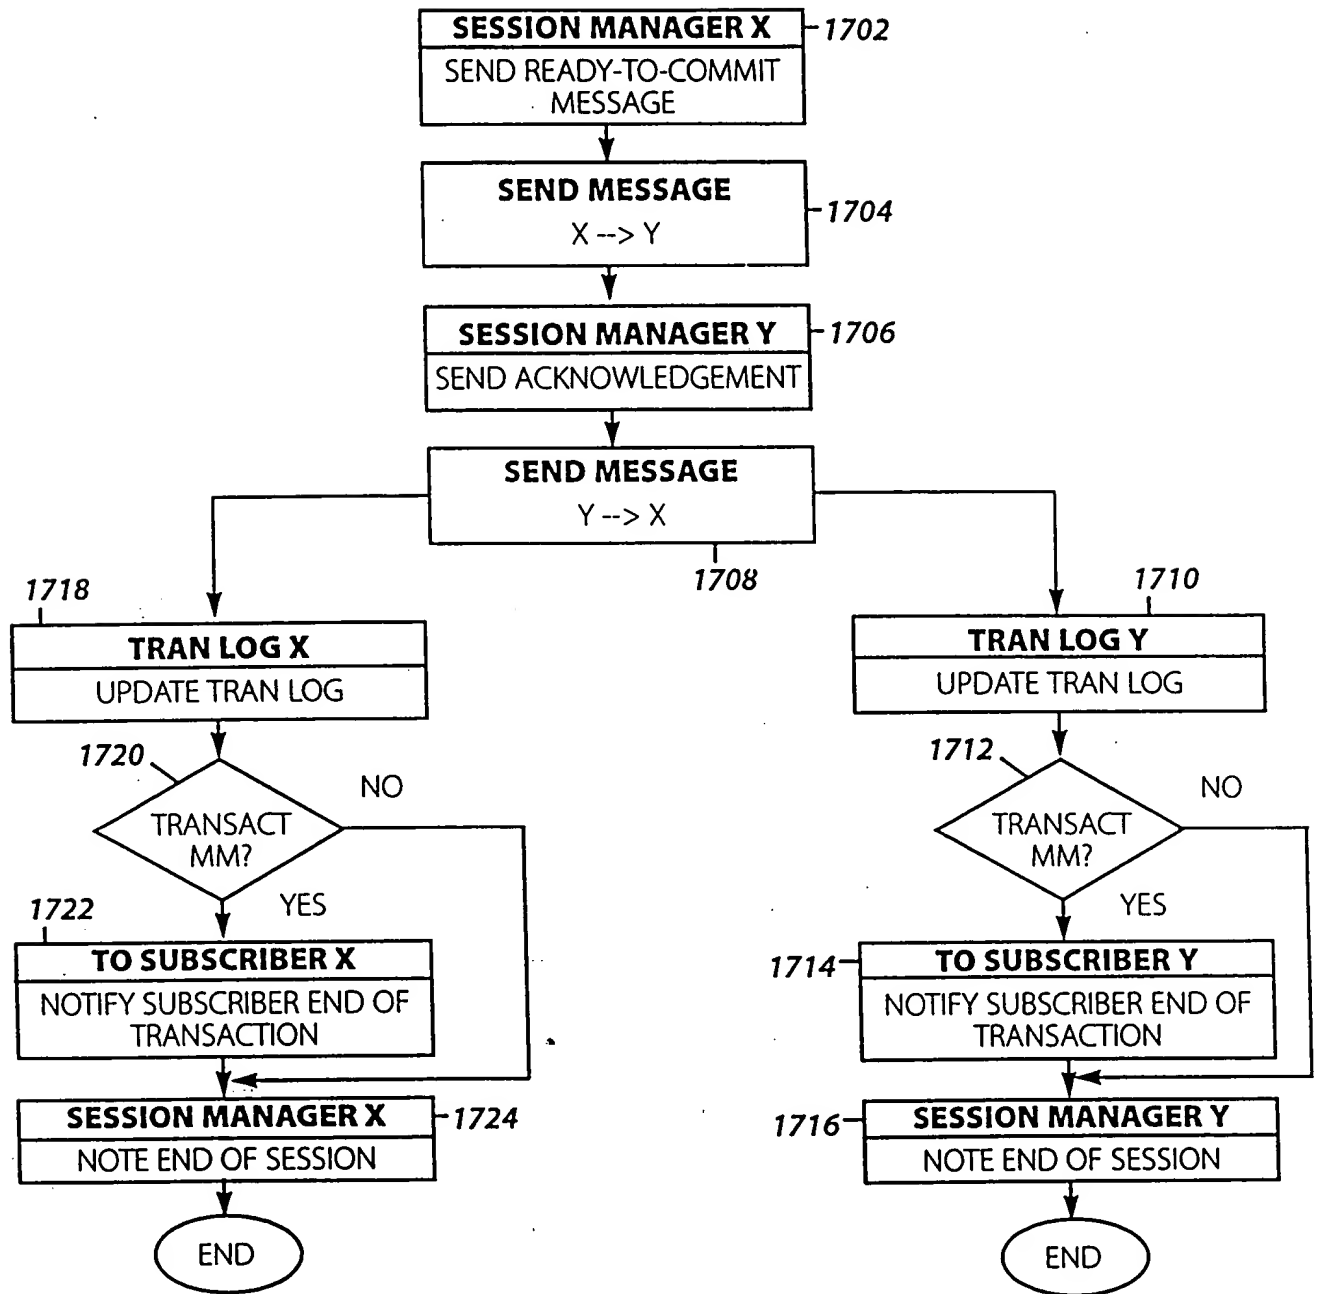 SESSION MANAGER X
1702
SEND READY-TO-COMMIT
MESSAGE
SEND MESSAGE
1704
X --> Y
SESSION MANAGER Y
1706
SEND ACKNOWLEDGEMENT
SEND MESSAGE
Y --> X
1708
1718
TRAN LOG X
UPDATE TRAN LOG
1720
NO
TRANSACT
MM?
YES
1722
TO SUBSCRIBER X
NOTIFY SUBSCRIBER END OF
TRANSACTION
SESSION MANAGER X
1724
NOTE END OF SESSION
END
1710
TRAN LOG Y
UPDATE TRAN LOG
1712
NO
TRANSACT
MM?
YES
1714
TO SUBSCRIBER Y
NOTIFY SUBSCRIBER END OF
TRANSACTION
1716
SESSION MANAGER Y
NOTE END OF SESSION
END